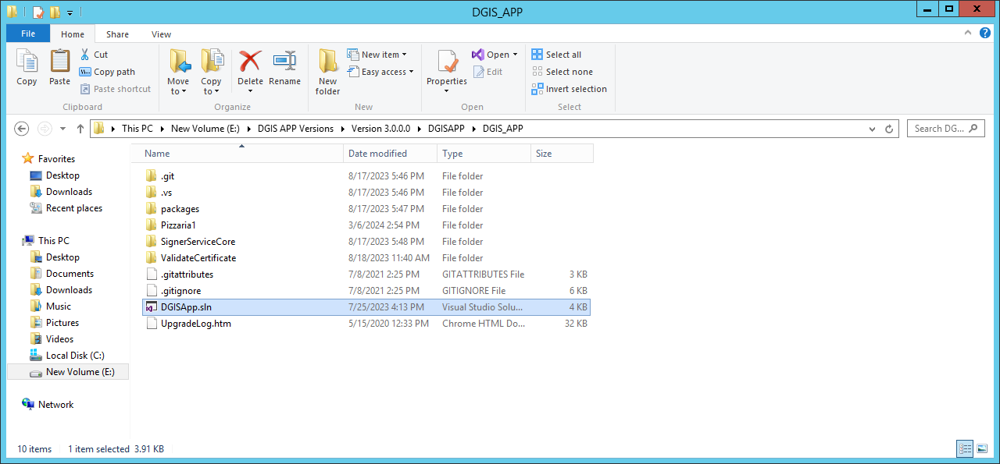 DGIS_APP
File Home Share View
Copy Paste Cut Copy path Paste shortcut
Clipboard
Move to Copy to Delete Rename
Organize
New folder New item Easy access
New
Properties Open Edit
Open
Select all Select none Invert selection
Select
This PC New Volume (E:) DGIS APP Versions Version 3.0.0.0 DGISAPP DGIS_APP Search DG...
Favorites
Desktop
Downloads
Recent places
This PC
Desktop
Documents
Downloads
Music
Pictures
Videos
Local Disk (C:)
New Volume (E:)
Network
Name Date modified Type Size
.git 8/17/2023 5:46 PM File folder
.vs 8/17/2023 5:46 PM File folder
packages 8/17/2023 5:47 PM File folder
Pizzaria1 3/6/2024 2:54 PM File folder
SignerServiceCore 8/17/2023 5:48 PM File folder
ValidateCertificate 8/18/2023 11:40 AM File folder
.gitattributes 7/8/2021 2:25 PM GITATTRIBUTES File 3 KB
.gitignore 7/8/2021 2:25 PM GITIGNORE File 6 KB
DGISApp.sln 7/25/2023 4:13 PM Visual Studio Solu... 4 KB
UpgradeLog.htm 5/15/2020 12:33 PM Chrome HTML Do... 32 KB
10 items 1 item selected 3.91 KB